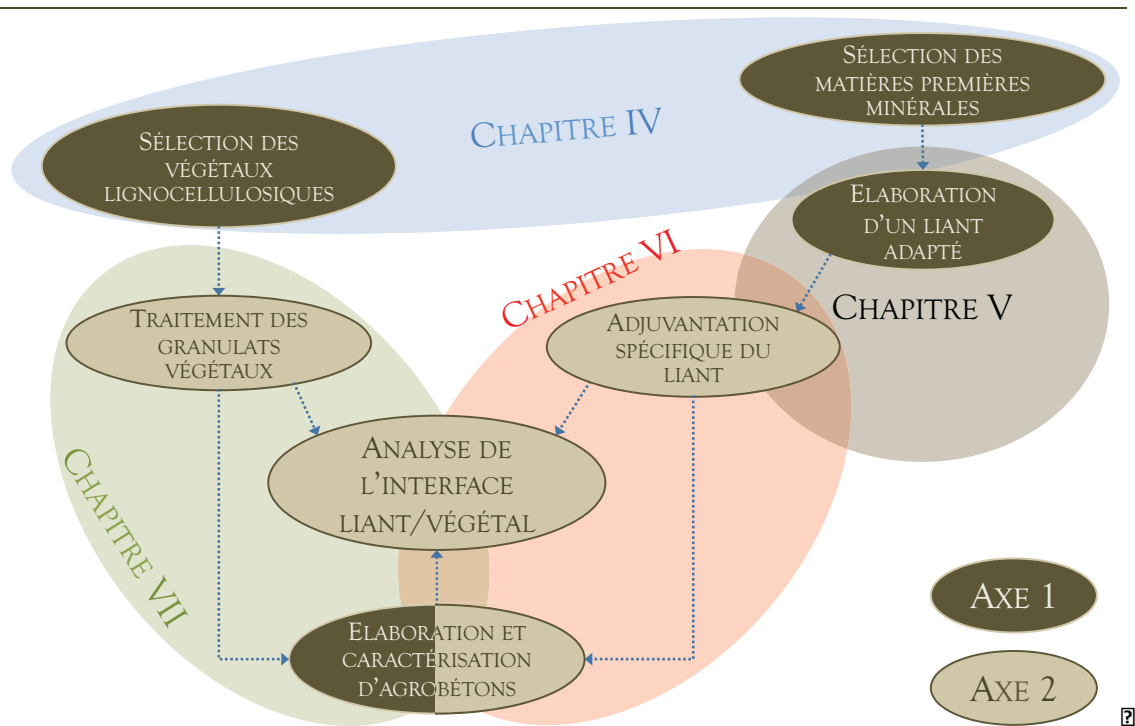 SÉLECTION DES
MATIÈRES PREMIÈRES
MINÉRALES
CHAPITRE IV
SÉLECTION DES
VÉGÉTAUX
LIGNOCELLULOSIQUES
ELABORATION
D'UN LIANT
ADAPTÉ
CHAPITRE VI
CHAPITRE V
TRAITEMENT DES
GRANULATS
VÉGÉTAUX
ADJUVANTATION
SPÉCIFIQUE DU
LIANT
ANALYSE DE
L'INTERFACE
LIANT/VÉGÉTAL
CHAPITRE VII
ELABORATION ET
CARACTÉRISATION
D'AGROBÉTONS
AXE 1
AXE 2